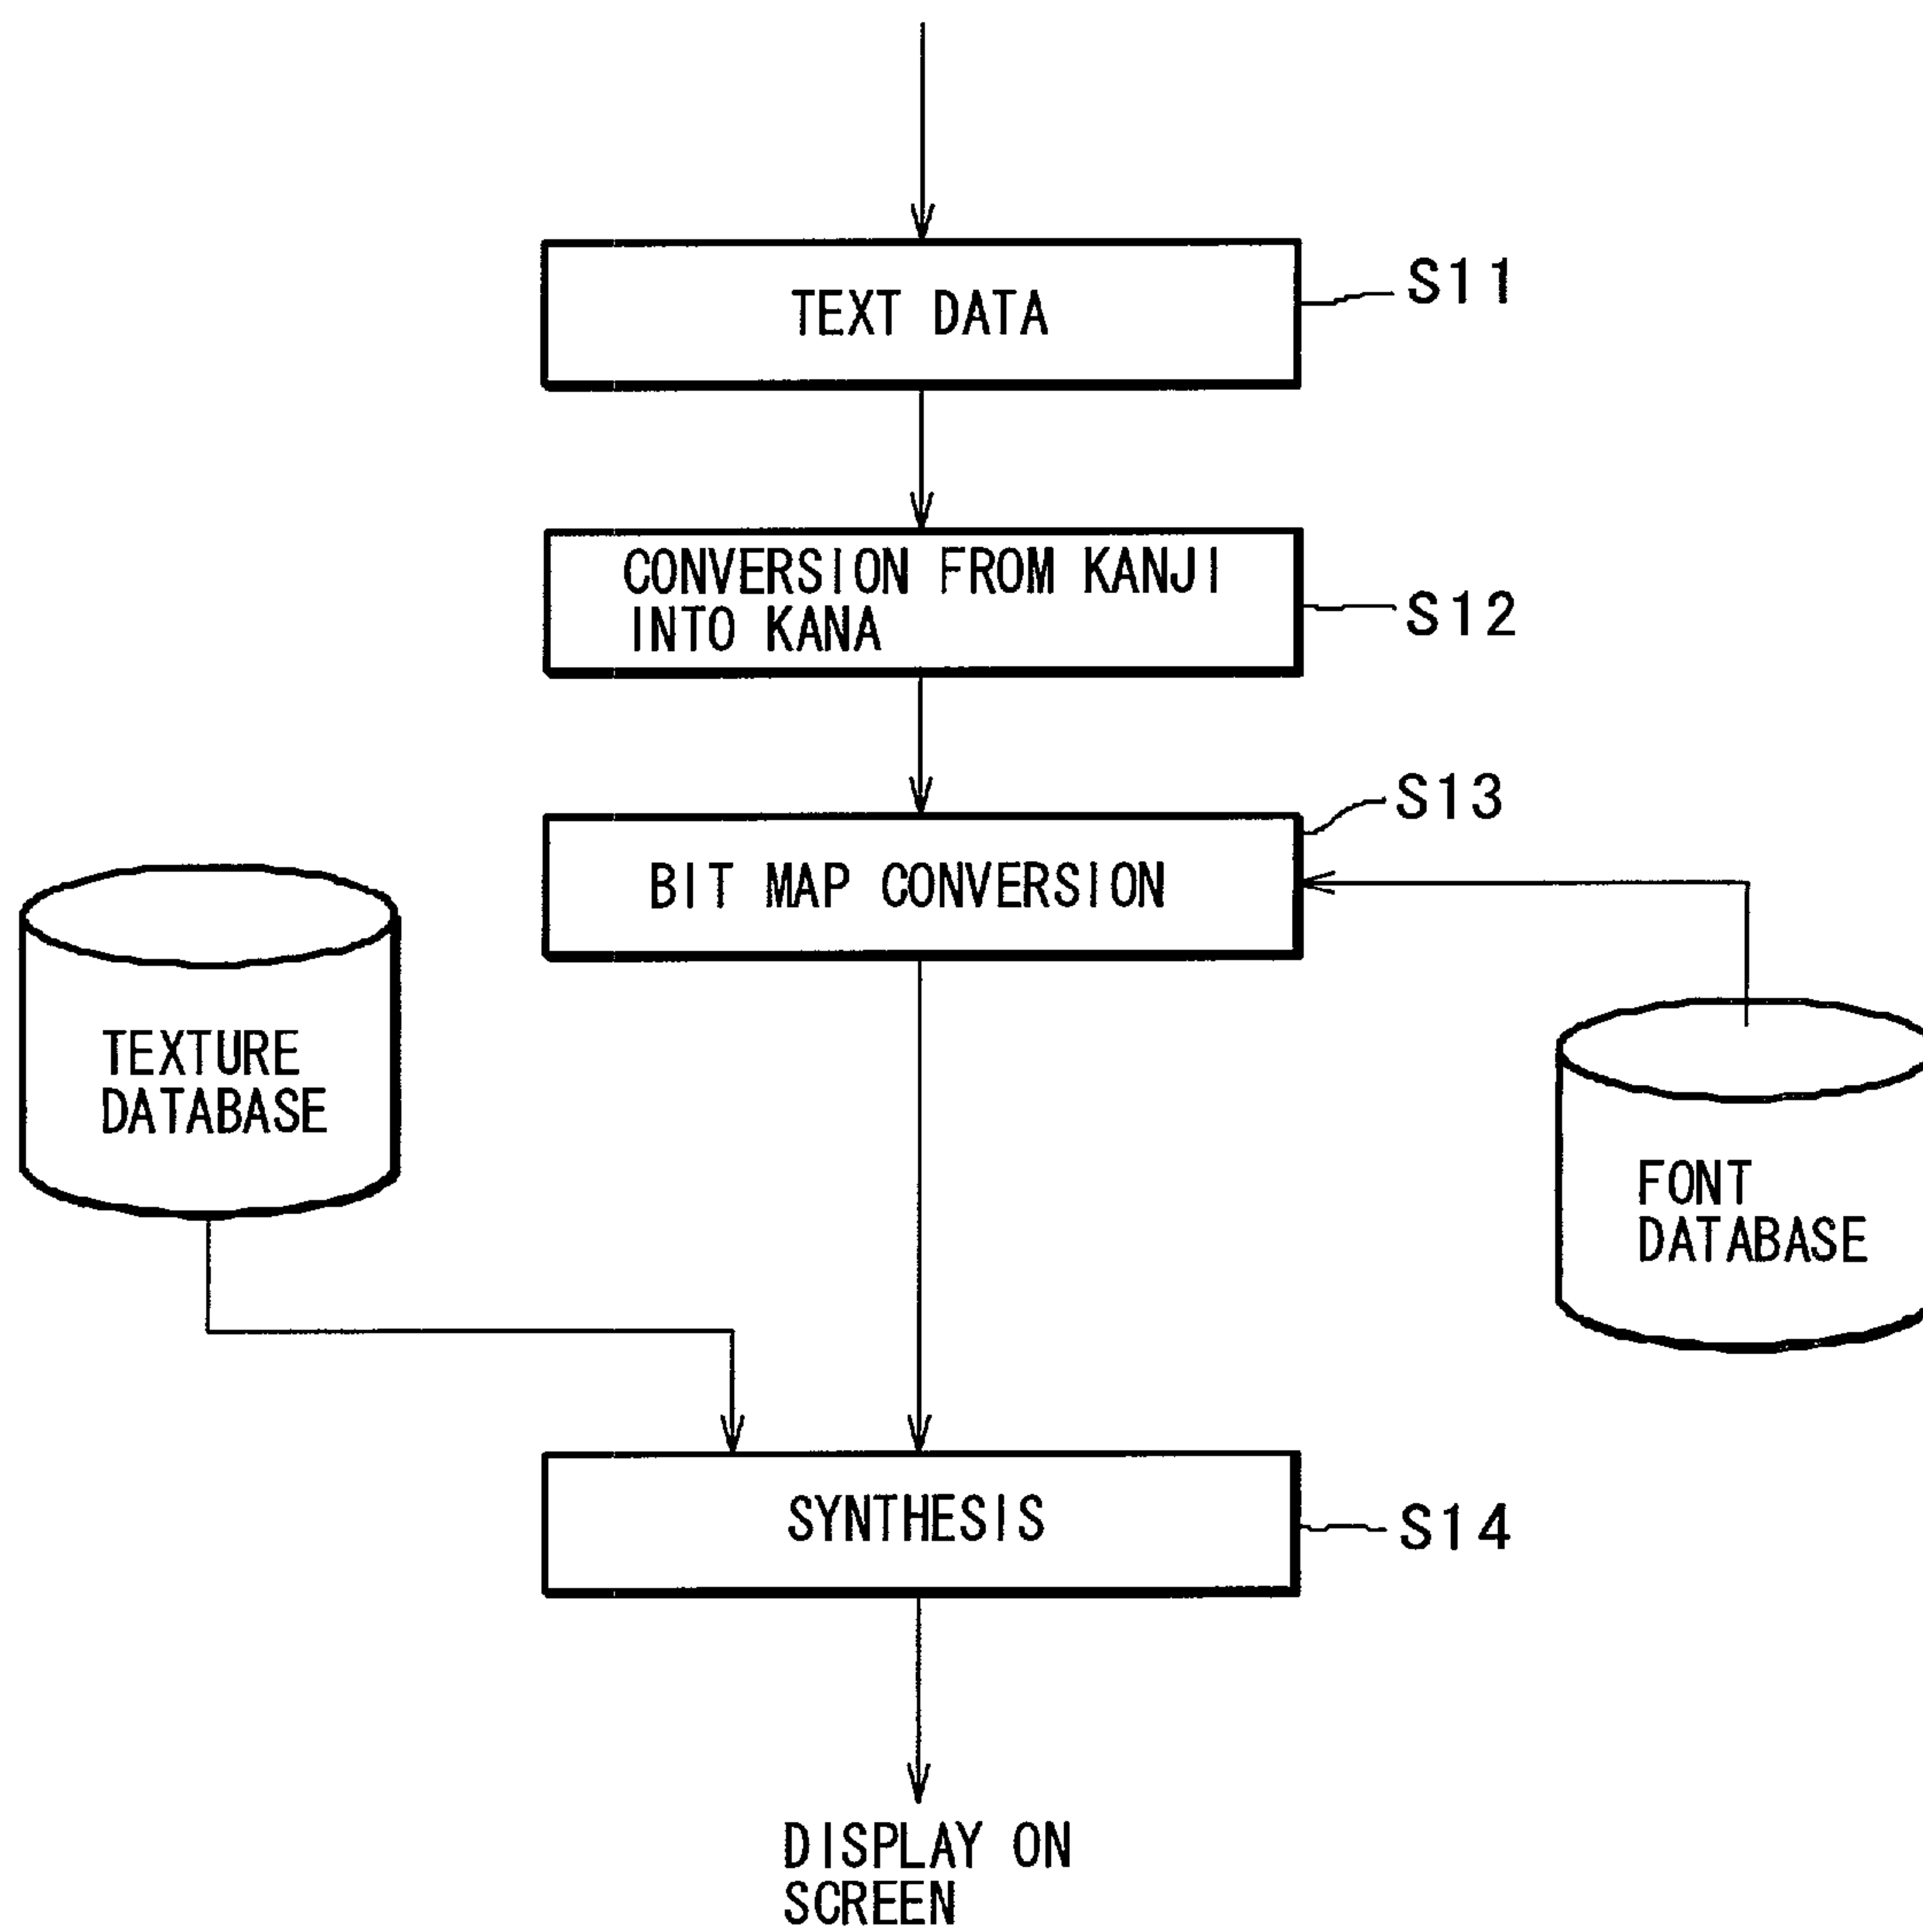 TEXT DATA
S11
CONVERSION FROM KANJI
INTO KANA
S12
S13
BIT MAP CONVERSION
TEXTURE
DATABASE
FONT
DATABASE
SYNTHESIS
S14
DISPLAY ON
SCREEN